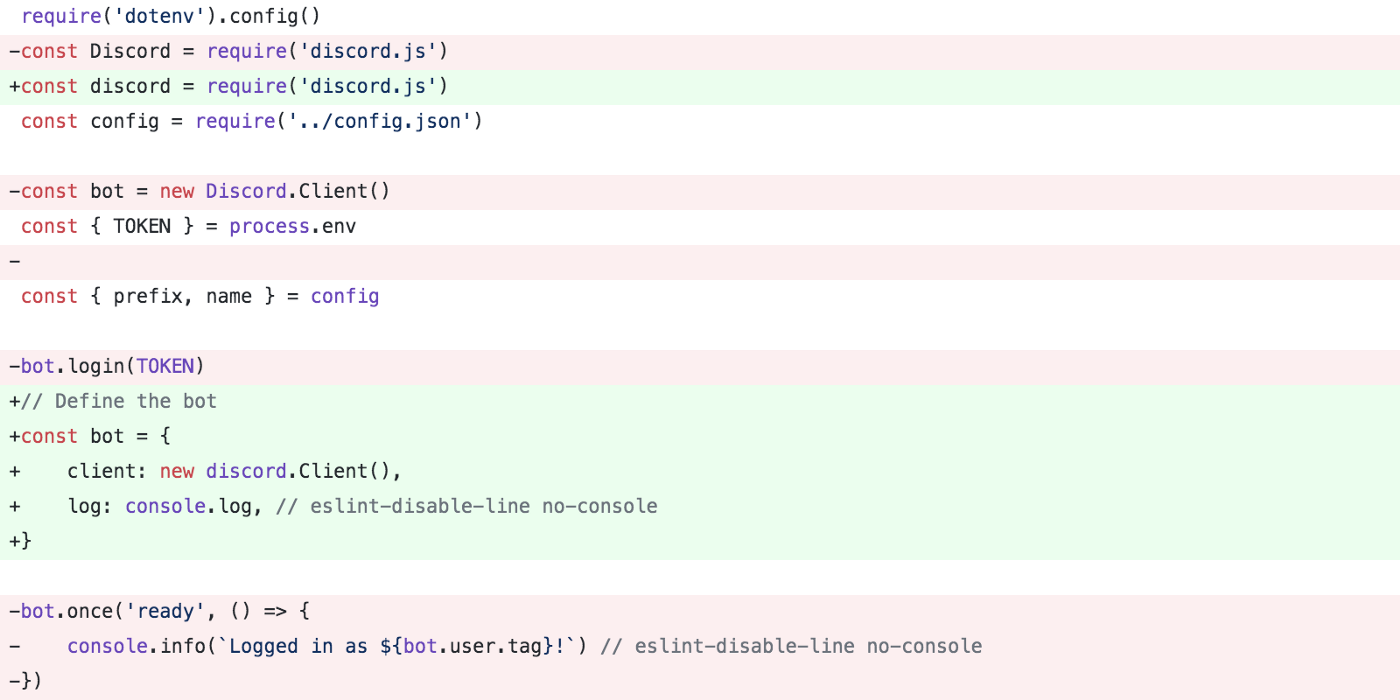 require('dotenv').config()
-const Discord = require('discord.js')
+const discord = require('discord.js')
const config = require('../config.json')
-const bot = new Discord.Client()
const { TOKEN } = process.env
-
const { prefix, name } = config
-bot.login(TOKEN)
+// Define the bot
+const bot = {
+    client: new discord.Client(),
+    log: console.log, // eslint-disable-line no-console
+}
-bot.once('ready', () => {
-    console.info(`Logged in as ${bot.user.tag}!`) // eslint-disable-line no-console
-})